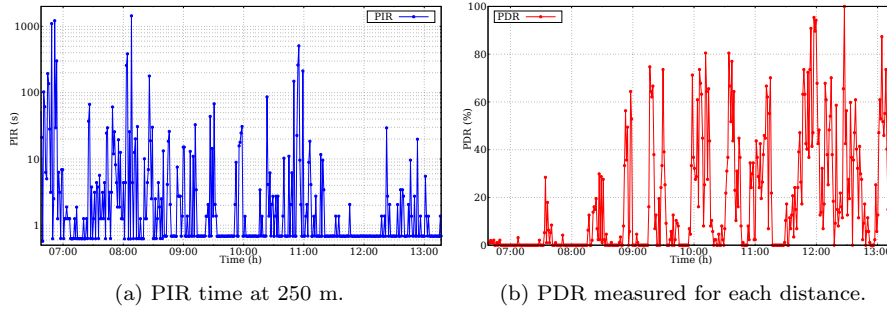 PIR
1000
100
10
1
PIR (s)
07:00 08:00 09:00 10:00 11:00 12:00 13:00
Time (h)
(a) PIR time at 250 m.
PDR
100
80
60
40
20
0
PDR (%)
07:00 08:00 09:00 10:00 11:00 12:00 13:00
Time (h)
(b) PDR measured for each distance.